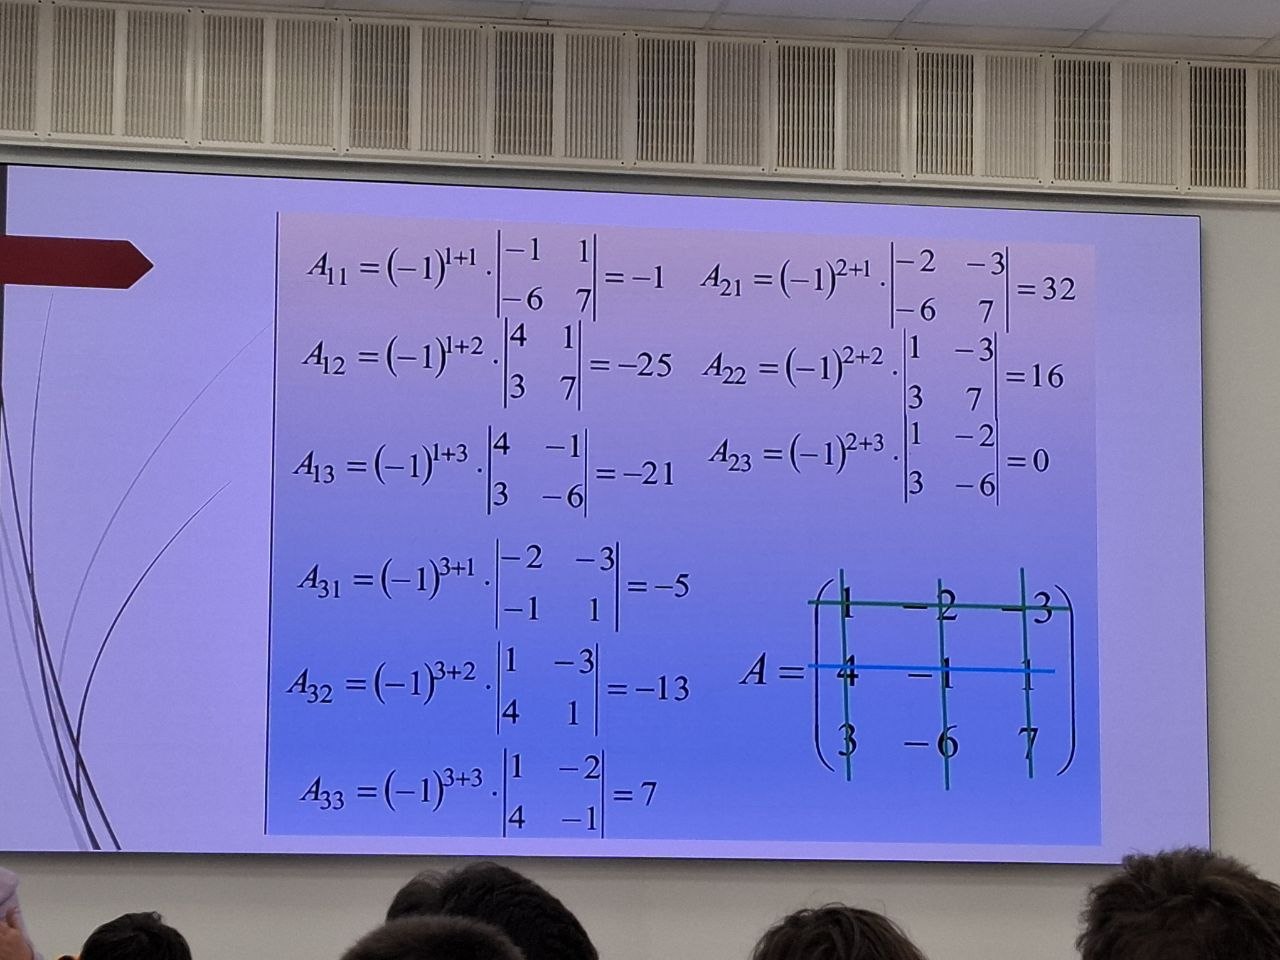 A₁₁ = (−1)¹⁺¹ · |−1 1| = −1
|−6 7|
A₁₂ = (−1)¹⁺² · |4 1| = −25
|3 7|
A₁₃ = (−1)¹⁺³ · |4 −1| = −21
|3 −6|
A₃₁ = (−1)³⁺¹ · |−2 −3| = −5
|−1 1|
A₃₂ = (−1)³⁺² · |1 −3| = −13
|4 1|
A₃₃ = (−1)³⁺³ · |1 −2| = 7
|4 −1|
A₂₁ = (−1)²⁺¹ · |−2 −3| = 32
|−6 7|
A₂₂ = (−1)²⁺² · |1 −3| = 16
|3 7|
A₂₃ = (−1)²⁺³ · |1 −2| = 0
|3 −6|
(1 −2 −3)
A = (4 −1 1)
(3 −6 7)